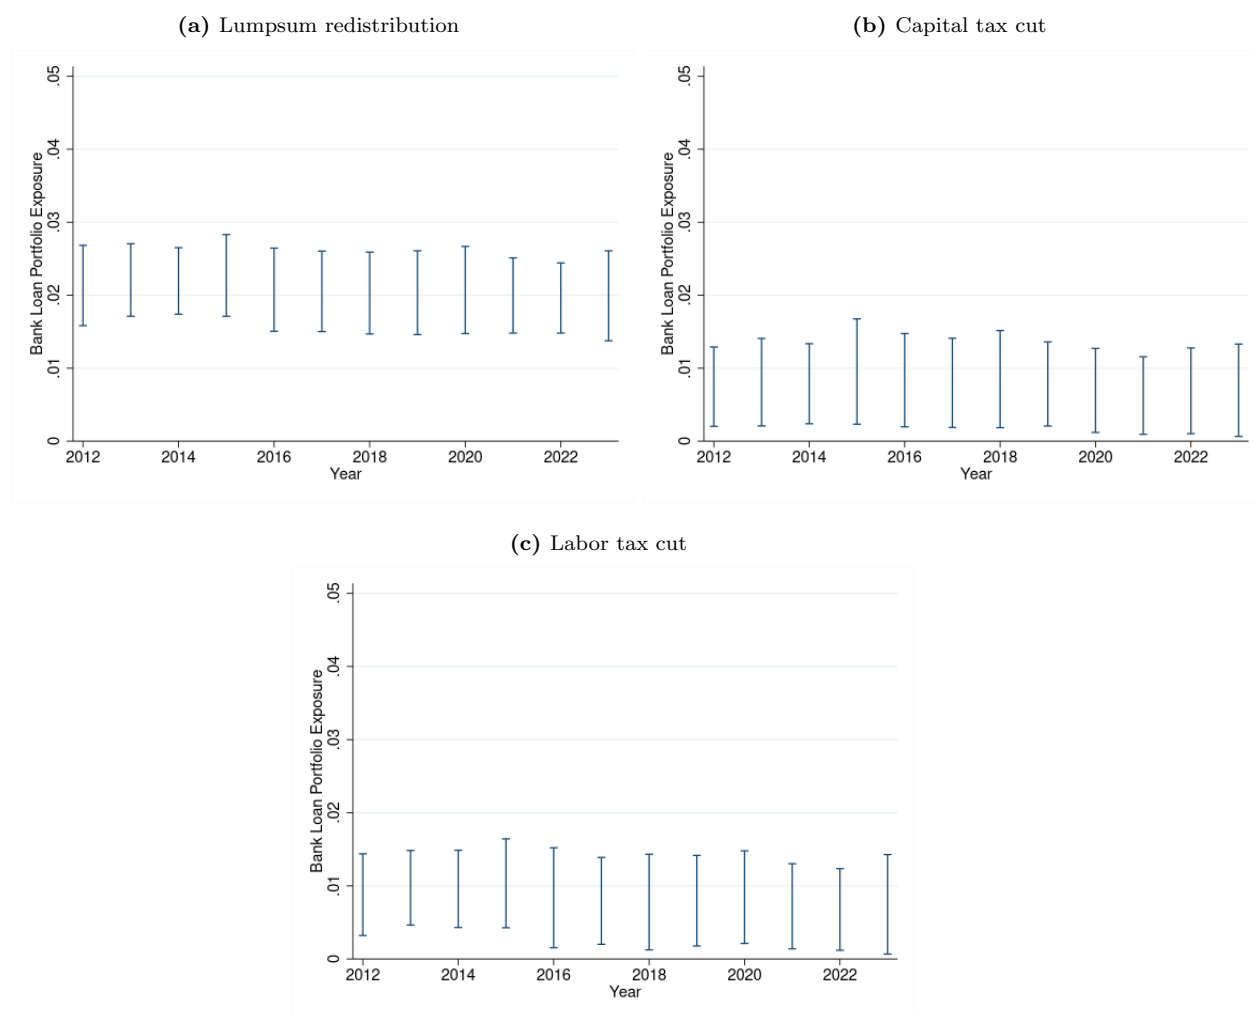 (a) Lumpsum redistribution
.05
.04
.03
.02
.01
0
Bank Loan Portfolio Exposure
2012 2014 2016 2018 2020 2022
Year
(b) Capital tax cut
.05
.04
.03
.02
.01
0
Bank Loan Portfolio Exposure
2012 2014 2016 2018 2020 2022
Year
(c) Labor tax cut
.05
.04
.03
.02
.01
0
Bank Loan Portfolio Exposure
2012 2014 2016 2018 2020 2022
Year